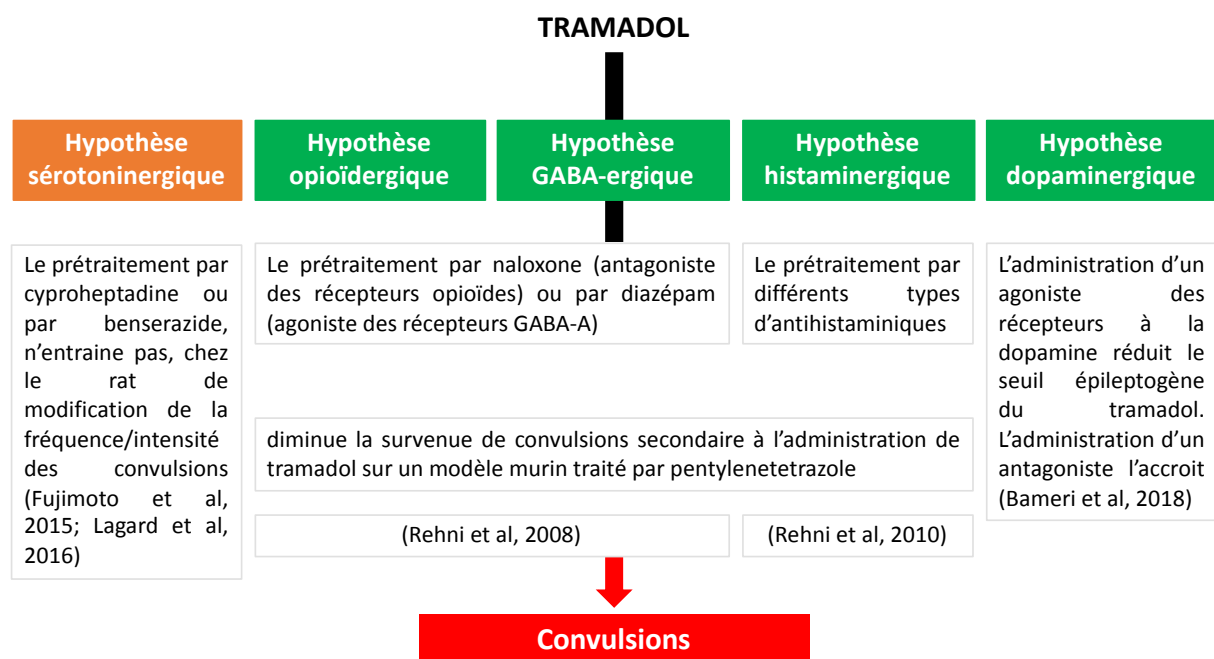 TRAMADOL
Hypothèse
sérotoninergique
Hypothèse
opioïdergique
Hypothèse
GABA-ergique
Hypothèse
histaminergique
Hypothèse
dopaminergique
Le prétraitement par
cyproheptadine ou
par benserazide,
n’entraine pas, chez
le rat de
modification de la
fréquence/intensité
des convulsions
(Fujimoto et al,
2015; Lagard et al,
2016)
Le prétraitement par naloxone (antagoniste
des récepteurs opioïdes) ou par diazépam
(agoniste des récepteurs GABA-A)
Le prétraitement par
différents types
d’antihistaminiques
diminue la survenue de convulsions secondaire à l’administration de
tramadol sur un modèle murin traité par pentylenetetrazole
(Rehni et al, 2008)
(Rehni et al, 2010)
L’administration d’un
agoniste des
récepteurs à la
dopamine réduit le
seuil épileptogène
du tramadol.
L’administration d’un
antagoniste l’accroit
(Bameri et al, 2018)
Convulsions